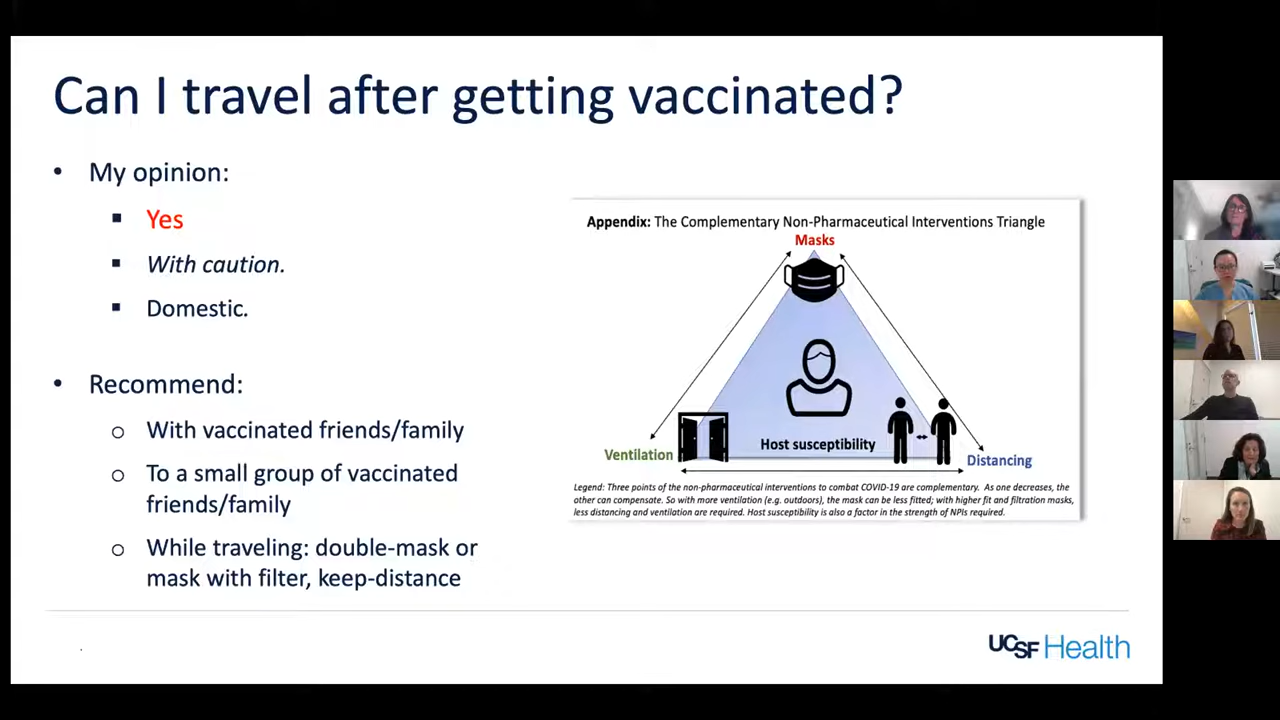 Can I travel after getting vaccinated?
• My opinion:
▪ Yes
▪ With caution.
▪ Domestic.
• Recommend:
o With vaccinated friends/family
o To a small group of vaccinated
friends/family
o While traveling: double-mask or
mask with filter, keep-distance
Appendix: The Complementary Non-Pharmaceutical Interventions Triangle
Masks
Ventilation
Host susceptibility
Distancing
Legend: Three points of the non-pharmaceutical interventions to combat COVID-19 are complementary. As one decreases, the
other can compensate. So with more ventilation (e.g. outdoors), the mask can be less fitted; with higher fit and filtration masks,
less distancing and ventilation are required. Host susceptibility is also a factor in the strength of NPIs required.
UCSF Health